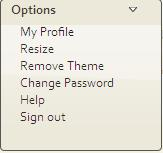 Options
My Profile
Resize
Remove Theme
Change Password
Help
Sign out